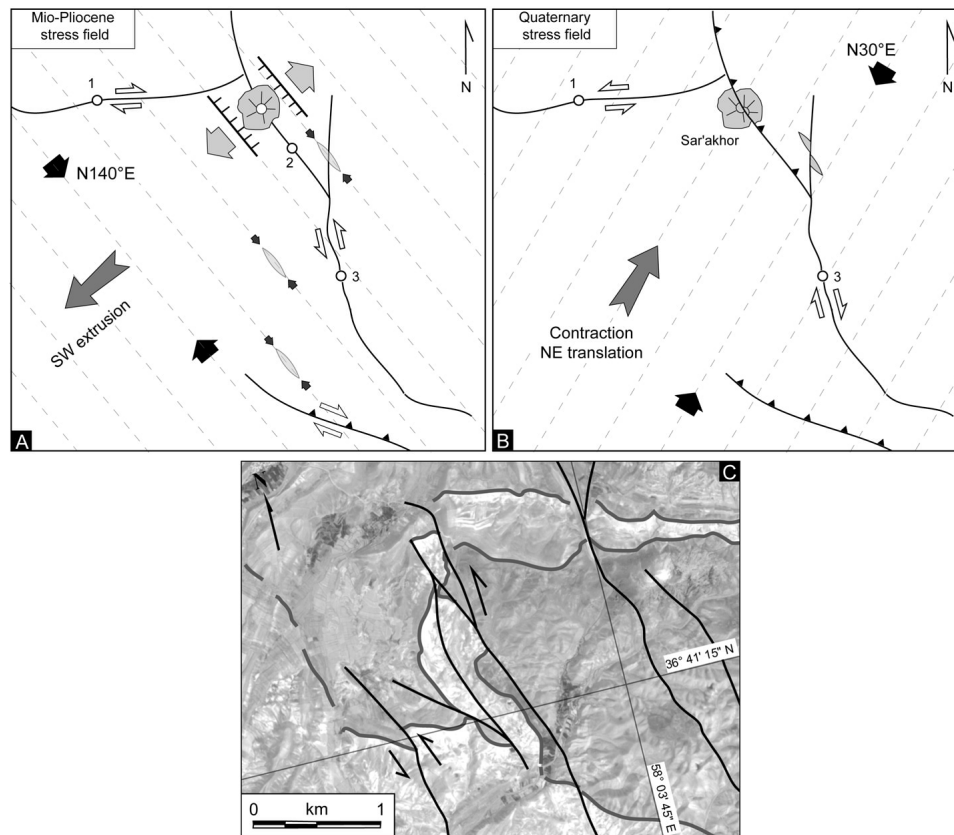 Mio-Pliocene
stress field
N
1
2
N140°E
3
SW extrusion
A
Quaternary
stress field
N30°E
N
1
Sar'akhor
3
Contraction
NE translation
B
C
N
36° 41' 15" N
58° 03' 45" E
0 km 1